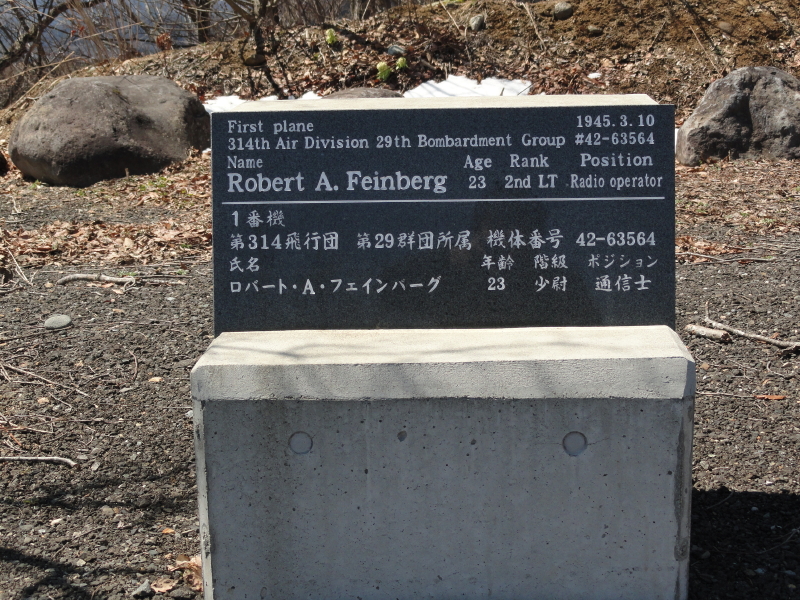 First plane 1945.3.10
314th Air Division 29th Bombardment Group #42-63564
Name Age Rank Position
Robert A. Feinberg 23 2nd LT Radio operator
1番機
第314飛行団 第29群団所属 機体番号 42-63564
氏名 年齢 階級 ポジション
ロバート・A・フェインバーグ 23 少尉 通信士